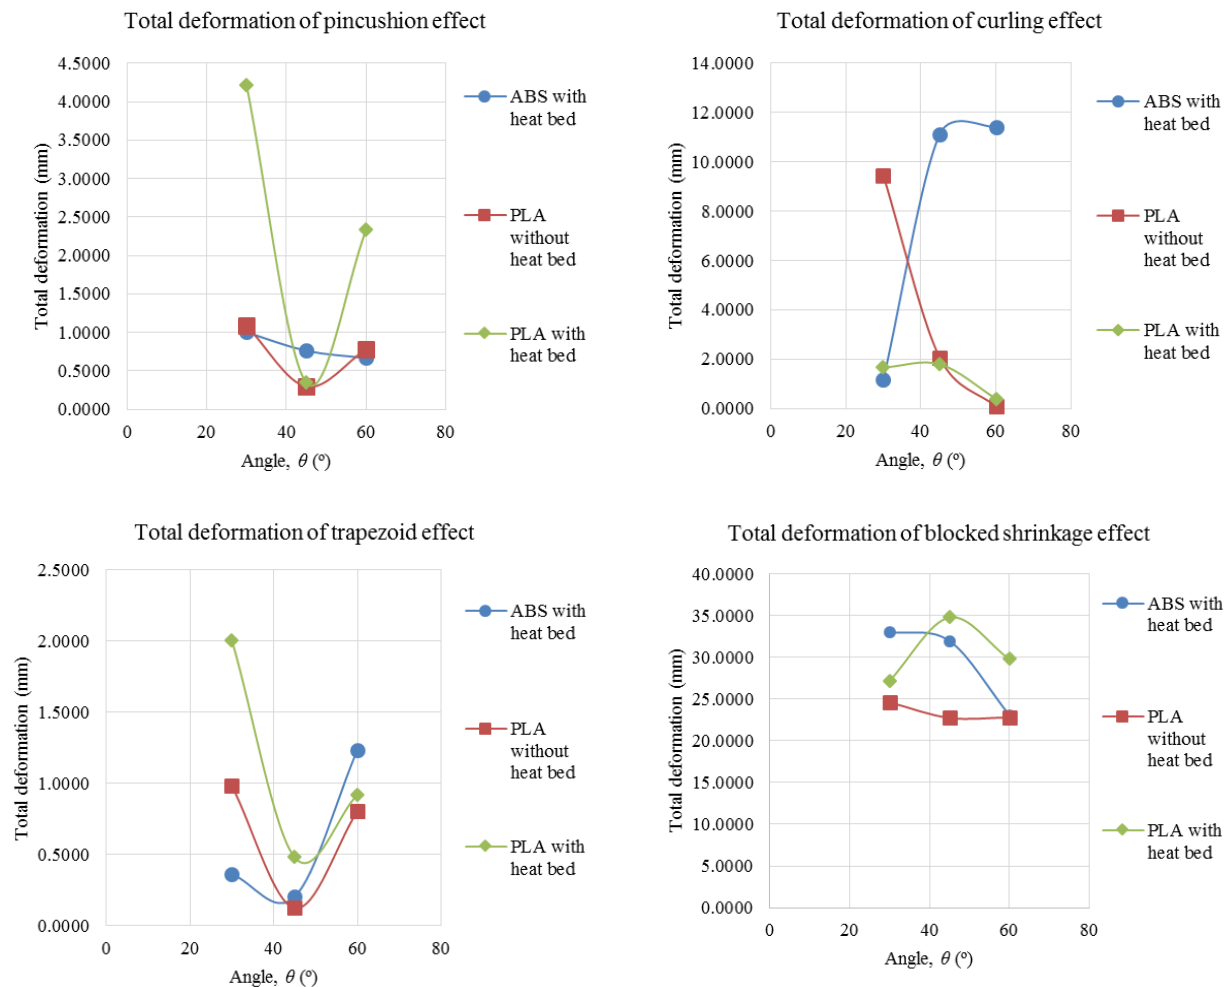 Total deformation of pincushion effect
4.5000
4.0000
3.5000
3.0000
2.5000
2.0000
1.5000
1.0000
0.5000
0.0000
0
20
40
60
80
Total deformation (mm)
Angle, θ (º)
ABS with
heat bed
PLA
without
heat bed
PLA with
heat bed
Total deformation of curling effect
14.0000
12.0000
10.0000
8.0000
6.0000
4.0000
2.0000
0.0000
0
20
40
60
80
Total deformation (mm)
Angle, θ (º)
ABS with
heat bed
PLA
without
heat bed
PLA with
heat bed
Total deformation of trapezoid effect
2.5000
2.0000
1.5000
1.0000
0.5000
0.0000
0
20
40
60
80
Total deformation (mm)
Angle, θ (º)
ABS with
heat bed
PLA
without
heat bed
PLA with
heat bed
Total deformation of blocked shrinkage effect
40.0000
35.0000
30.0000
25.0000
20.0000
15.0000
10.0000
5.0000
0.0000
0
20
40
60
80
Total deformation (mm)
Angle, θ (º)
ABS with
heat bed
PLA
without
heat bed
PLA with
heat bed